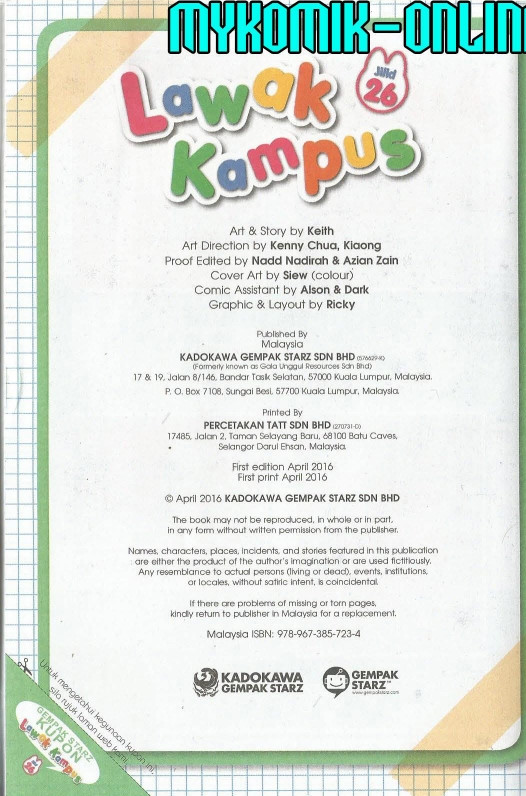 MYKOMIK-ONLIN
Lawak
Kampus
Jilid
26
Art & Story by Keith
Art Direction by Kenny Chua, Kiaong
Proof Edited by Nadd Nadirah & Azian Zain
Cover Art by Siew (colour)
Comic Assistant by Alson & Dark
Graphic & Layout by Ricky
Published By
Malaysia
KADOKAWA GEMPAK STARZ SDN BHD (576629-K)
(Formerly known as Gala Unggul Resources Sdn Bhd)
17 & 19, Jalan 8/146, Bandar Tasik Selatan, 57000 Kuala Lumpur, Malaysia.
P. O. Box 7108, Sungai Besi, 57700 Kuala Lumpur, Malaysia.
Printed By
PERCETAKAN TATT SDN BHD (270731-D)
17485, Jalan 2, Taman Selayang Baru, 68100 Batu Caves,
Selangor Darul Ehsan, Malaysia.
First edition April 2016
First print April 2016
© April 2016 KADOKAWA GEMPAK STARZ SDN BHD
The book may not be reproduced, in whole or in part,
in any form without written permission from the publisher.
Names, characters, places, incidents, and stories featured in this publication
are either the product of the author's imagination or are used fictitiously.
Any resemblance to actual persons (living or dead), events, institutions,
or locales, without satiric intent, is coincidental.
If there are problems of missing or torn pages,
kindly return to publisher in Malaysia for a replacement.
Malaysia ISBN: 978-967-385-723-4
KADOKAWA
GEMPAK STARZ
GEMPAK
STARZ™
www.gempakstarz.com
Untuk mengetahui kegunaan kupon ini,
sila rujuk laman web kami.
GEMPAK STARZ
KUPON
Lawak Kampus
26